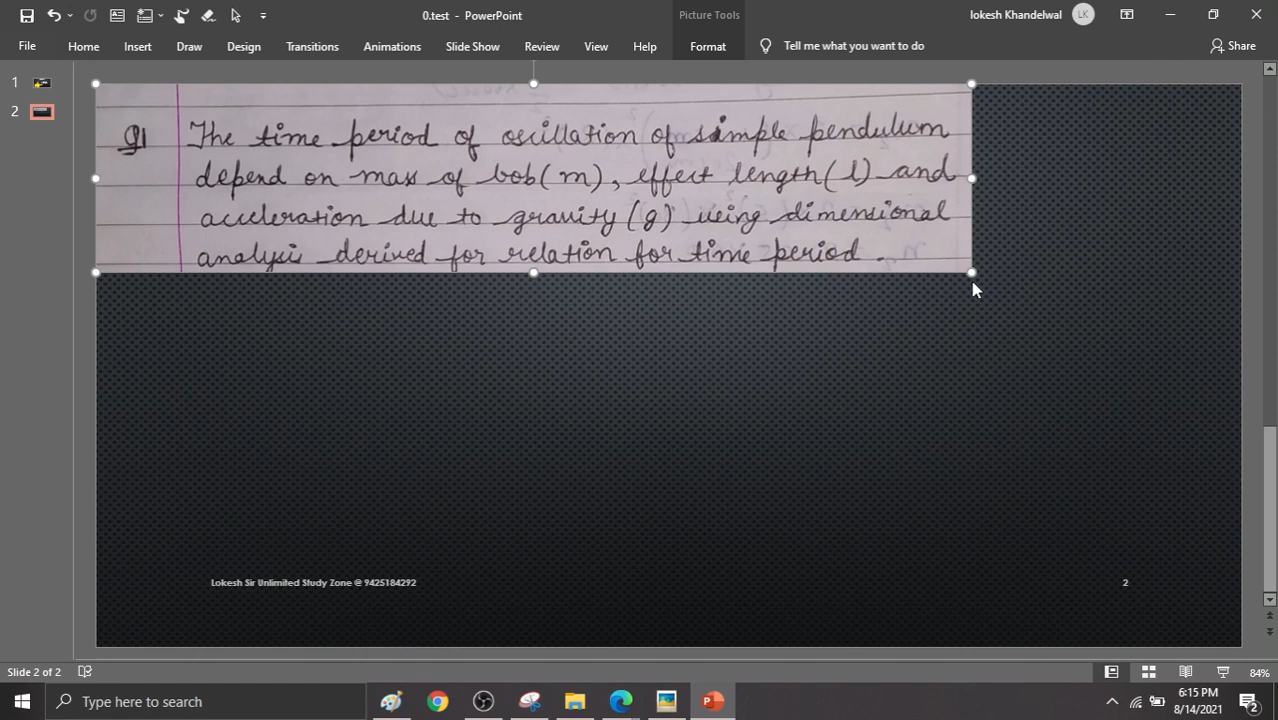 0.test - PowerPoint
Picture Tools
lokesh Khandelwal
LK
File Home Insert Draw Design Transitions Animations Slide Show Review View Help Format Tell me what you want to do Share
1
2
Q1 The time period of oscillation of simple pendulum
depend on mass of bob (m), effect length (l) and
acceleration due to gravity (g) using dimensional
analysis derived for relation for time period.
Lokesh Sir Unlimited Study Zone @ 9425184292
2
Slide 2 of 2
84%
Type here to search
6:15 PM
8/14/2021
2